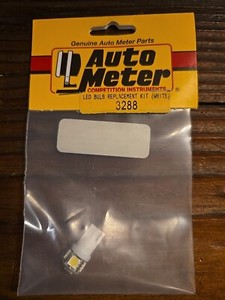 Genuine Auto Meter Parts
Auto
Meter
COMPETITION INSTRUMENTS
®
LED BULB REPLACEMENT KIT (WHITE)
3288